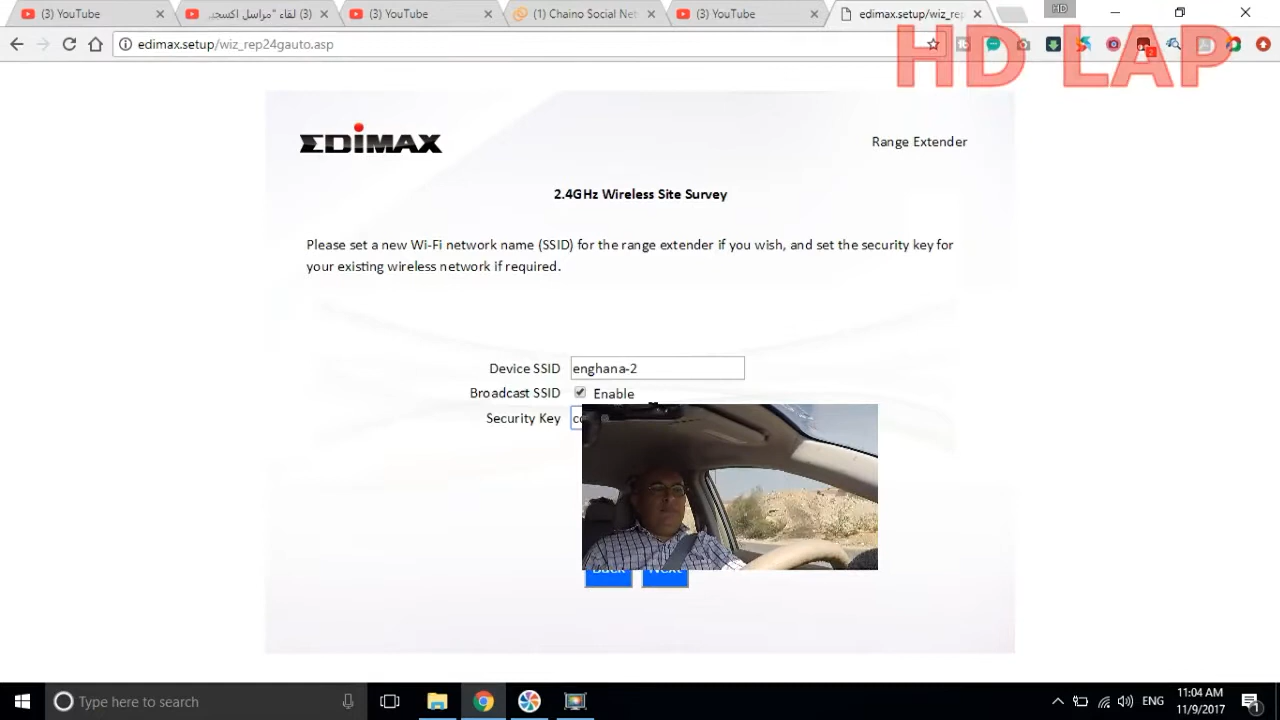 (3) YouTube
(3) لقاء "مراسل اكسجين
(3) YouTube
(1) Chaino Social Net
(3) YouTube
edimax.setup/wiz_rep
HD
edimax.setup/wiz_rep24gauto.asp
HD LAP
EDIMAX
Range Extender
2.4GHz Wireless Site Survey
Please set a new Wi-Fi network name (SSID) for the range extender if you wish, and set the security key for
your existing wireless network if required.
Device SSID enghana-2
Broadcast SSID Enable
Security Key
Back Next
Type here to search
ENG
11:04 AM
11/9/2017